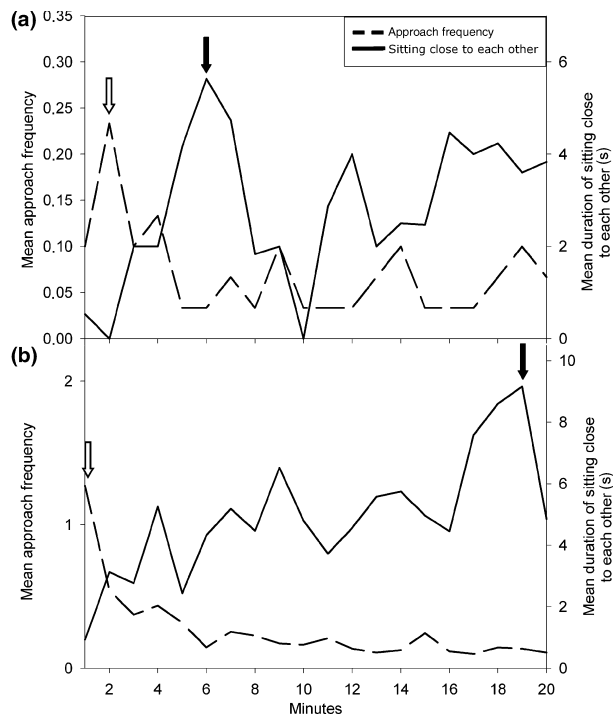 (a)
0.35
0.30
0.25
0.20
0.15
0.10
0.05
0.00
Mean approach frequency
Approach frequency
Sitting close to each other
6
4
2
0
Mean duration of sitting close
to each other (s)
(b)
2
1
0
Mean approach frequency
10
8
6
4
2
0
Mean duration of sitting close
to each other (s)
2 4 6 8 10 12 14 16 18 20
Minutes